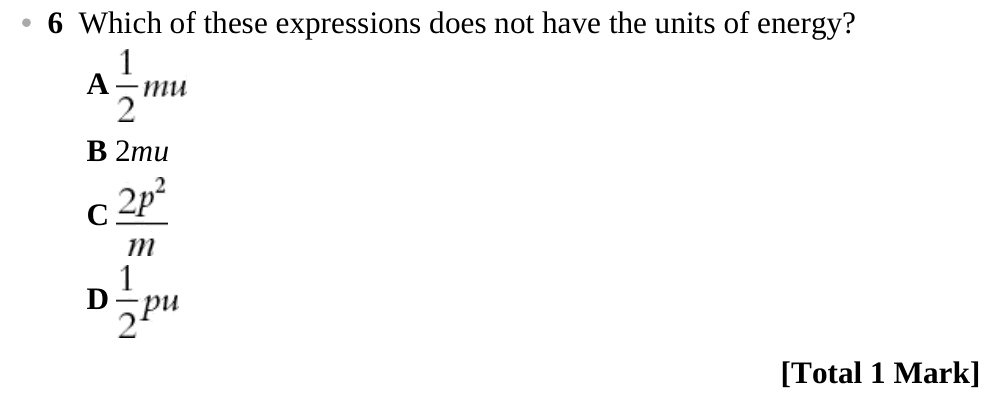 • 6 Which of these expressions does not have the units of energy?
A 1/2 mu
B 2mu
C 2p²/m
D 1/2 pu
[Total 1 Mark]